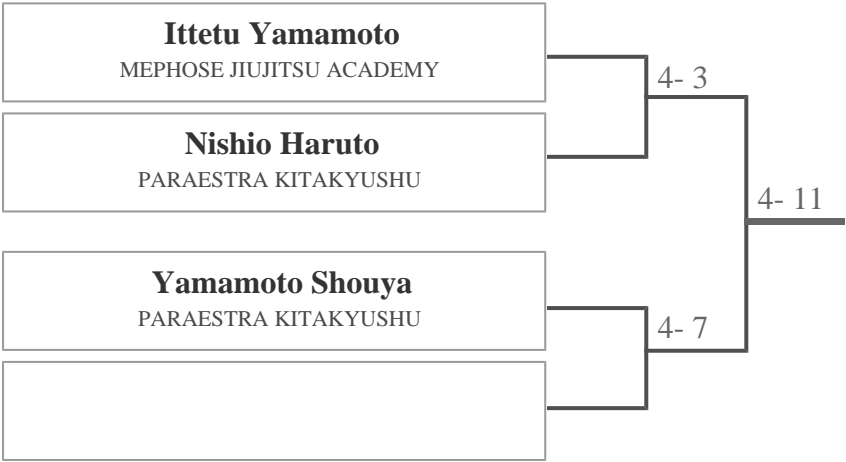 Ittetu Yamamoto
MEPHOSE JIUJITSU ACADEMY
4- 3
Nishio Haruto
PARAESTRA KITAKYUSHU
4- 11
Yamamoto Shouya
PARAESTRA KITAKYUSHU
4- 7